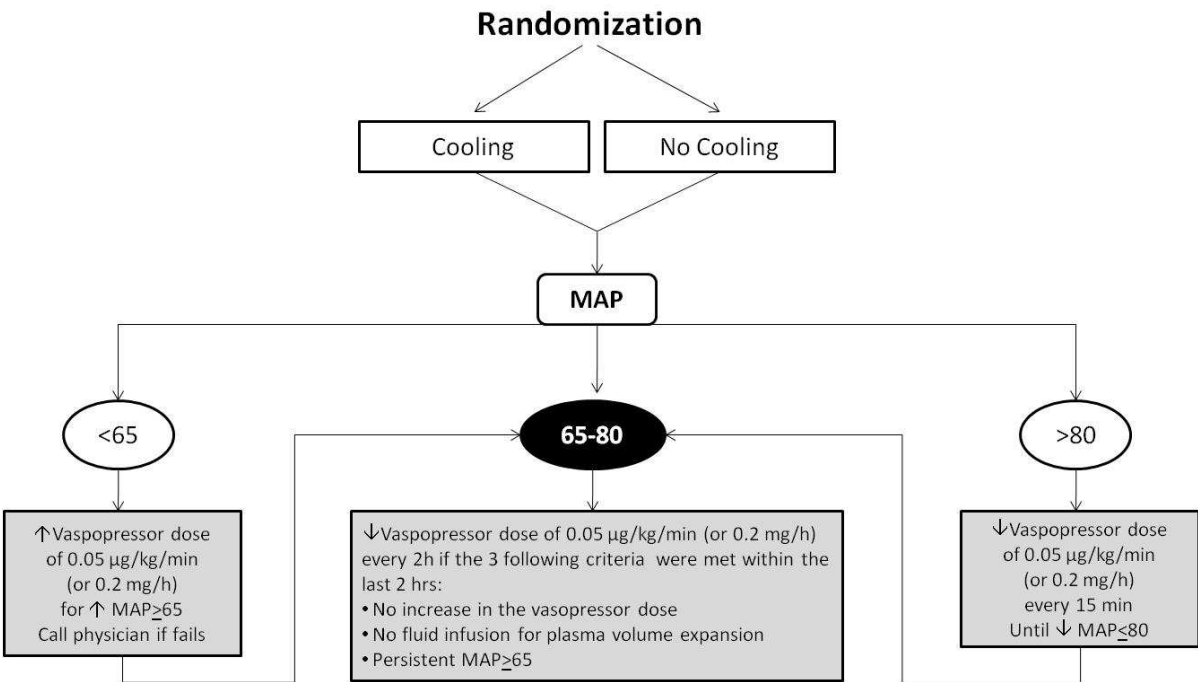 Randomization
Cooling
No Cooling
MAP
<65
65-80
>80
↑Vaspopressor dose
of 0.05 µg/kg/min
(or 0.2 mg/h)
for ↑ MAP≥65
Call physician if fails
↓Vaspopressor dose of 0.05 µg/kg/min (or 0.2 mg/h)
every 2h if the 3 following criteria were met within the
last 2 hrs:
• No increase in the vasopressor dose
• No fluid infusion for plasma volume expansion
• Persistent MAP≥65
↓Vaspopressor dose
of 0.05 µg/kg/min
(or 0.2 mg/h)
every 15 min
Until ↓ MAP≤80